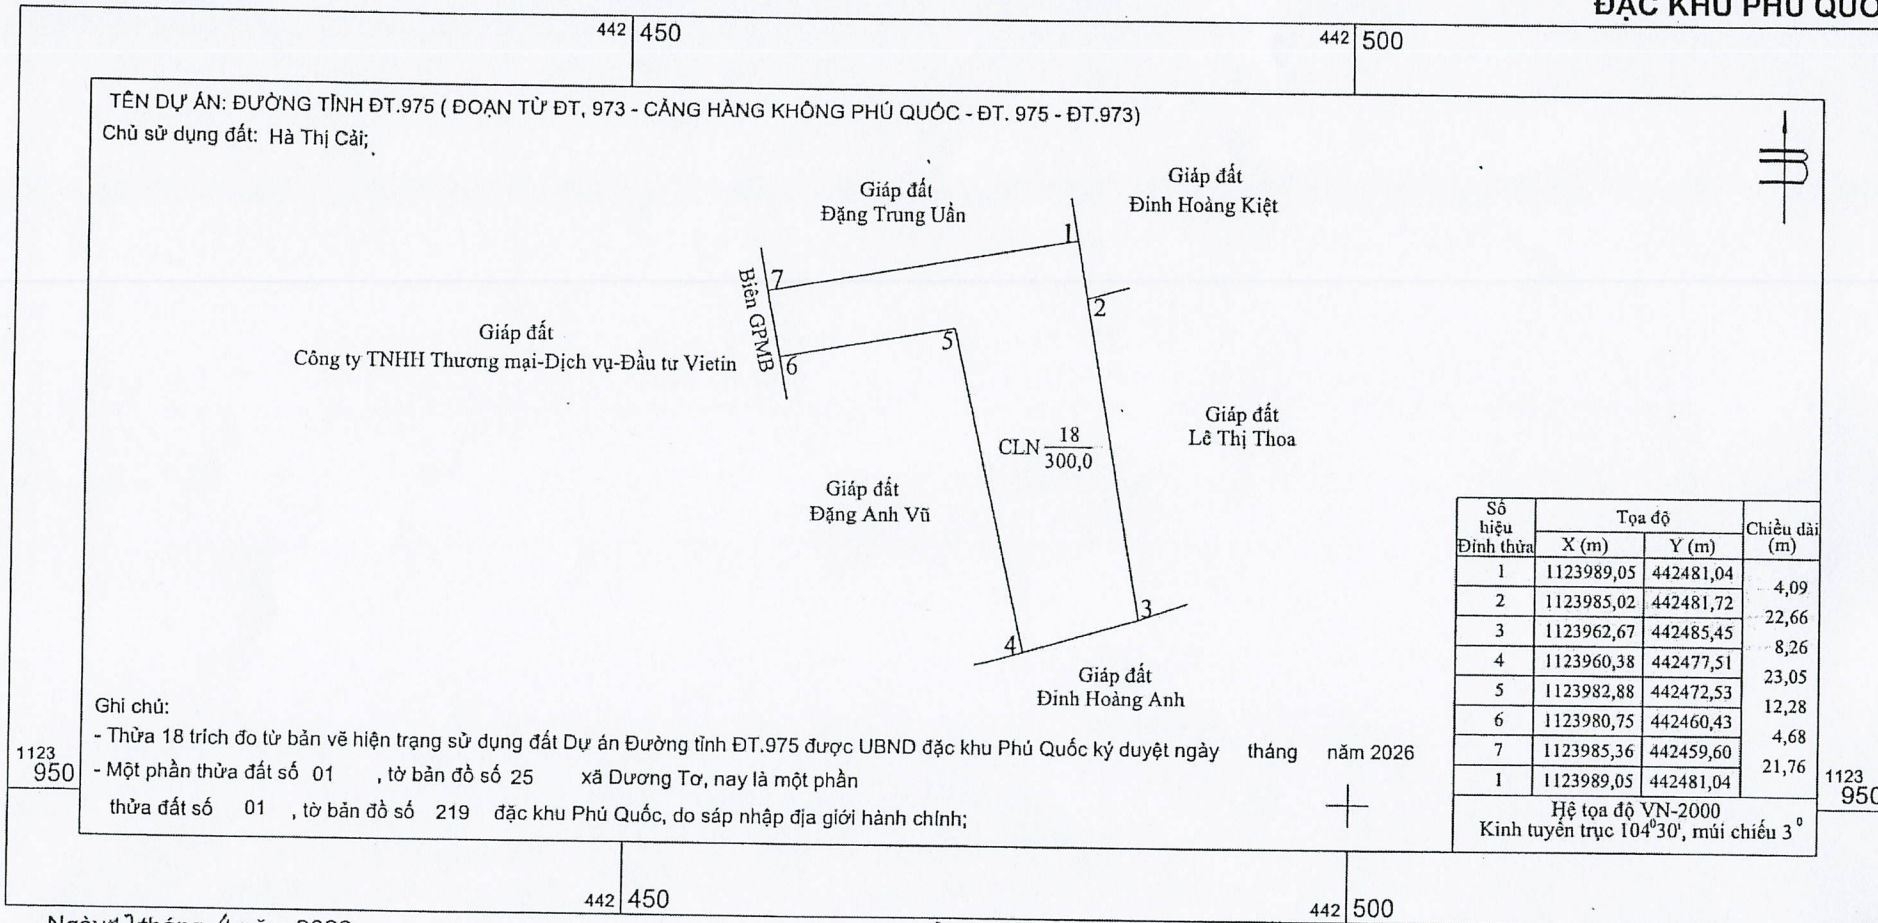 ĐẶC KHU PHÚ QUỐ
442 450
442 500
TÊN DỰ ÁN: ĐƯỜNG TỈNH ĐT.975 ( ĐOẠN TỪ ĐT, 973 - CẢNG HÀNG KHÔNG PHÚ QUỐC - ĐT. 975 - ĐT.973)
Chủ sử dụng đất: Hà Thị Cải;
Giáp đất
Đặng Trung Uẩn
Giáp đất
Đinh Hoàng Kiệt
1
7
2
Biên GPMB
5
6
Giáp đất
Công ty TNHH Thương mại-Dịch vụ-Đầu tư Vietin
Giáp đất
Lê Thị Thoa
CLN 18
300,0
Giáp đất
Đặng Anh Vũ
3
4
Giáp đất
Đinh Hoàng Anh
Số hiệu Đỉnh thửa Tọa độ Chiều dài (m)
X (m) Y (m)
1 1123989,05 442481,04
4,09
2 1123985,02 442481,72
22,66
3 1123962,67 442485,45
8,26
4 1123960,38 442477,51
23,05
5 1123982,88 442472,53
12,28
6 1123980,75 442460,43
4,68
7 1123985,36 442459,60
21,76
1 1123989,05 442481,04
Hệ tọa độ VN-2000
Kinh tuyến trục 104⁰30', múi chiếu 3⁰
Ghi chú:
- Thửa 18 trích đo từ bản vẽ hiện trạng sử dụng đất Dự án Đường tỉnh ĐT.975 được UBND đặc khu Phú Quốc ký duyệt ngày tháng năm 2026
- Một phần thửa đất số 01 , tờ bản đồ số 25 xã Dương Tơ, nay là một phần
thửa đất số 01 , tờ bản đồ số 219 đặc khu Phú Quốc, do sáp nhập địa giới hành chính;
1123
950
1123
950
442 450
442 500